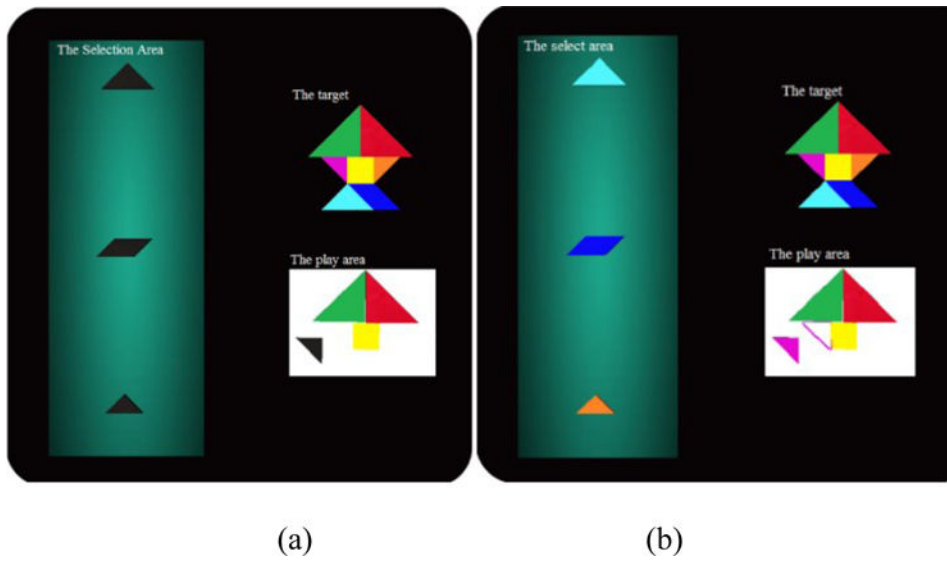 The Selection Area
The target
The play area
The select area
The target
The play area
(a)
(b)